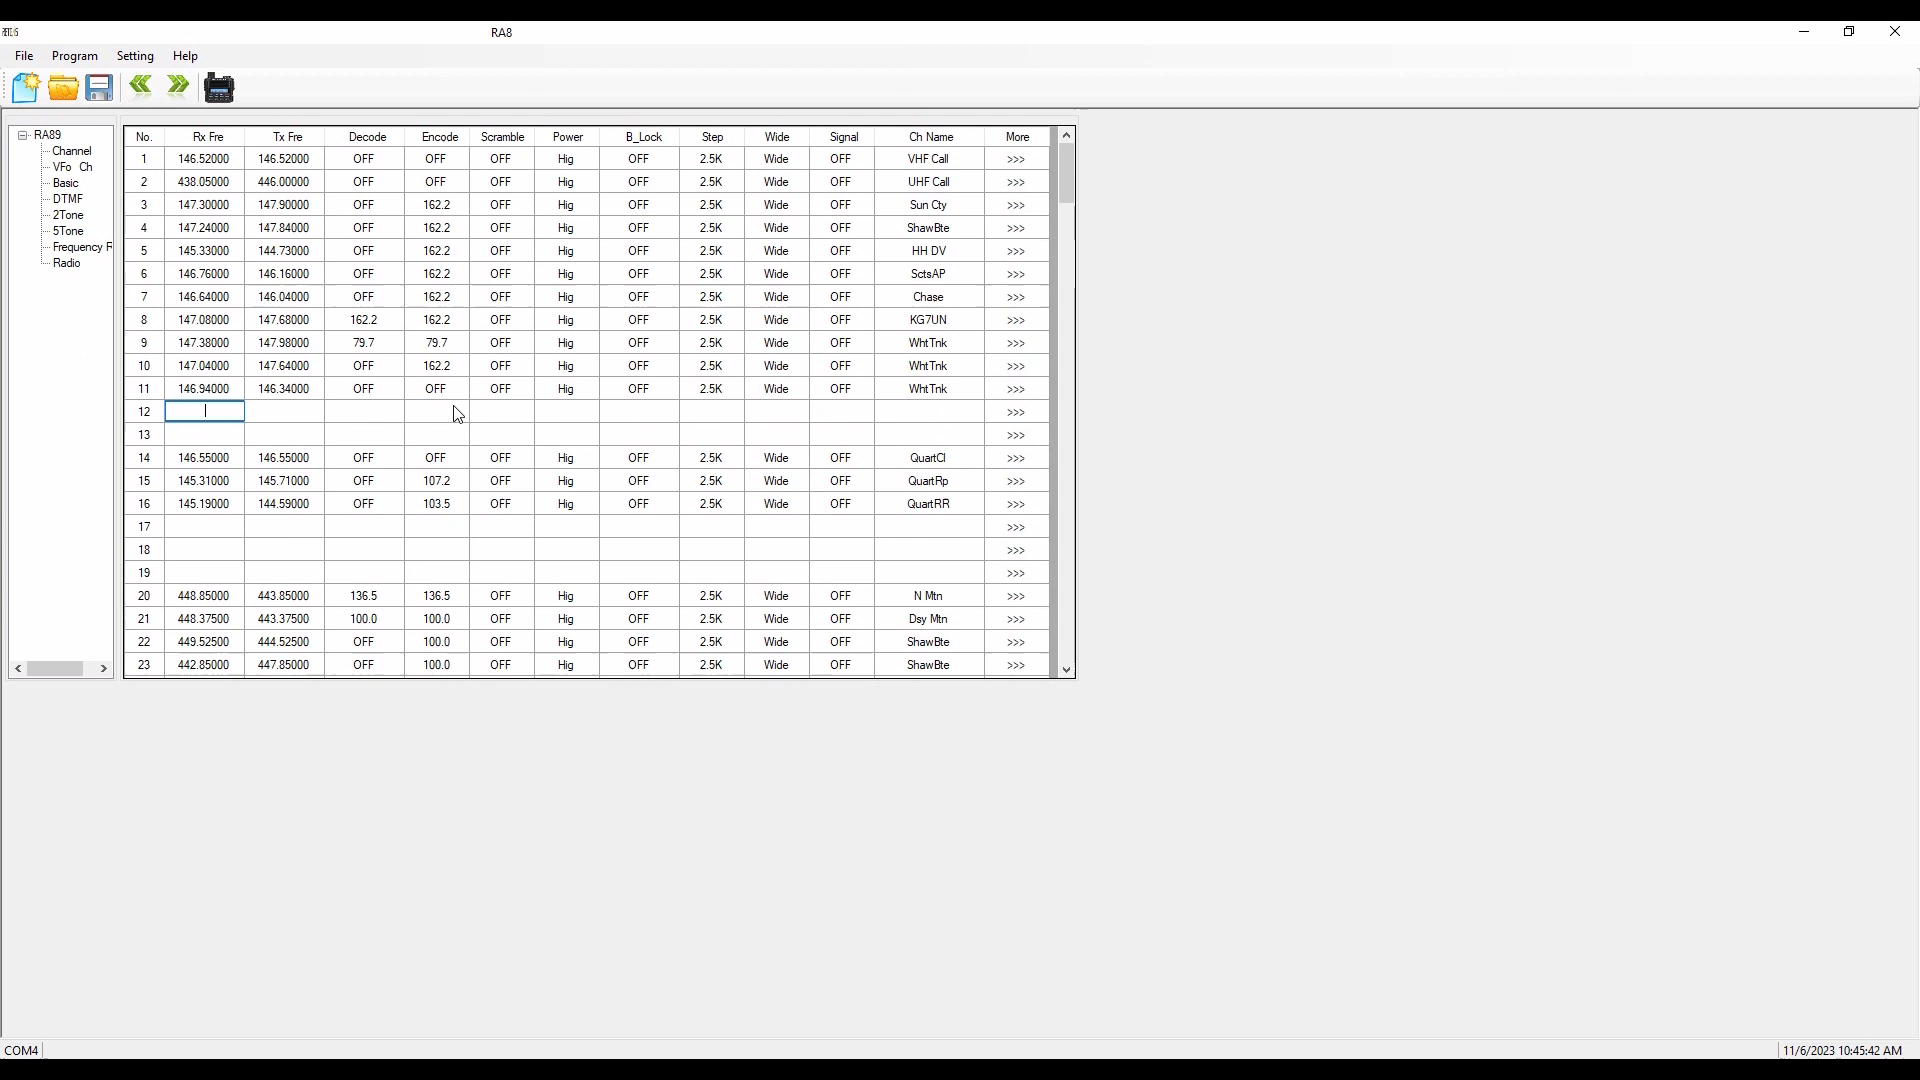 RA8
File Program Setting Help
RA89
Channel
VFo Ch
Basic
DTMF
2Tone
5Tone
Frequency R
Radio
No. Rx Fre Tx Fre Decode Encode Scramble Power B_Lock Step Wide Signal Ch Name More
1 146.52000 146.52000 OFF OFF OFF Hig OFF 2.5K Wide OFF VHF Call >>>
2 438.05000 446.00000 OFF OFF OFF Hig OFF 2.5K Wide OFF UHF Call >>>
3 147.30000 147.90000 OFF 162.2 OFF Hig OFF 2.5K Wide OFF Sun Cty >>>
4 147.24000 147.84000 OFF 162.2 OFF Hig OFF 2.5K Wide OFF ShawBte >>>
5 145.33000 144.73000 OFF 162.2 OFF Hig OFF 2.5K Wide OFF HH DV >>>
6 146.76000 146.16000 OFF 162.2 OFF Hig OFF 2.5K Wide OFF SctsAP >>>
7 146.64000 146.04000 OFF 162.2 OFF Hig OFF 2.5K Wide OFF Chase >>>
8 147.08000 147.68000 162.2 162.2 OFF Hig OFF 2.5K Wide OFF KG7UN >>>
9 147.38000 147.98000 79.7 79.7 OFF Hig OFF 2.5K Wide OFF WhtTnk >>>
10 147.04000 147.64000 OFF 162.2 OFF Hig OFF 2.5K Wide OFF WhtTnk >>>
11 146.94000 146.34000 OFF OFF OFF Hig OFF 2.5K Wide OFF WhtTnk >>>
12 >>>
13 >>>
14 146.55000 146.55000 OFF OFF OFF Hig OFF 2.5K Wide OFF QuartCl >>>
15 145.31000 145.71000 OFF 107.2 OFF Hig OFF 2.5K Wide OFF QuartRp >>>
16 145.19000 144.59000 OFF 103.5 OFF Hig OFF 2.5K Wide OFF QuartRR >>>
17 >>>
18 >>>
19 >>>
20 448.85000 443.85000 136.5 136.5 OFF Hig OFF 2.5K Wide OFF N Mtn >>>
21 448.37500 443.37500 100.0 100.0 OFF Hig OFF 2.5K Wide OFF Dsy Mtn >>>
22 449.52500 444.52500 OFF 100.0 OFF Hig OFF 2.5K Wide OFF ShawBte >>>
23 442.85000 447.85000 OFF 100.0 OFF Hig OFF 2.5K Wide OFF ShawBte >>>
COM4
11/6/2023 10:45:42 AM